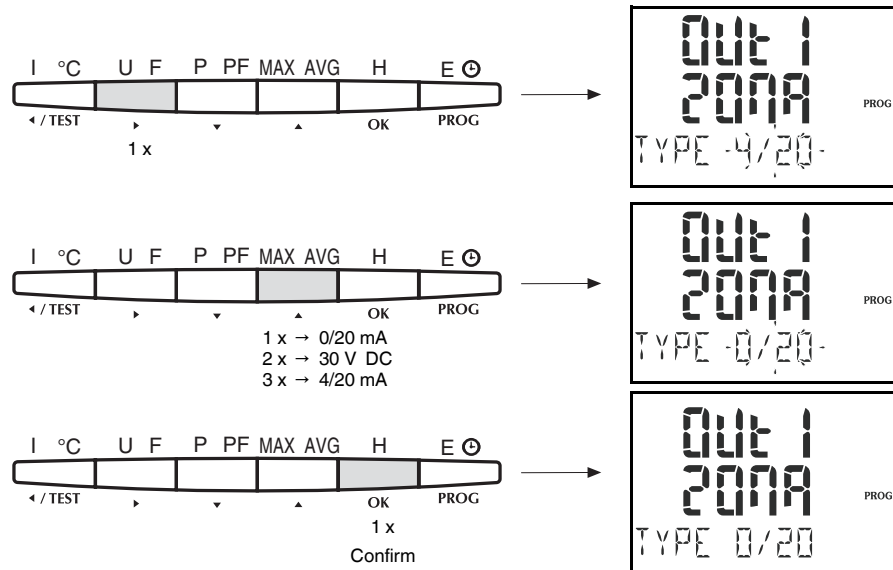 I °C U F P PF MAX AVG H E
/ TEST OK PROG
1 x
OUt 1
20mA
PROG
TYPE -4/20-
I °C U F P PF MAX AVG H E
/ TEST OK PROG
1 x → 0/20 mA
2 x → 30 V DC
3 x → 4/20 mA
OUt 1
20mA
PROG
TYPE -0/20-
I °C U F P PF MAX AVG H E
/ TEST OK PROG
1 x
Confirm
OUt 1
20mA
PROG
TYPE 0/20